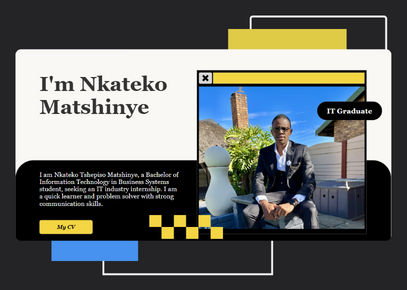 I'm Nkateko
Matshinye
IT Graduate
I am Nkateko Tshepiso Matshinye, a Bachelor of
Information Technology in Business Systems
student, seeking an IT industry internship. I am
a quick learner and problem solver with strong
communication skills.
My CV